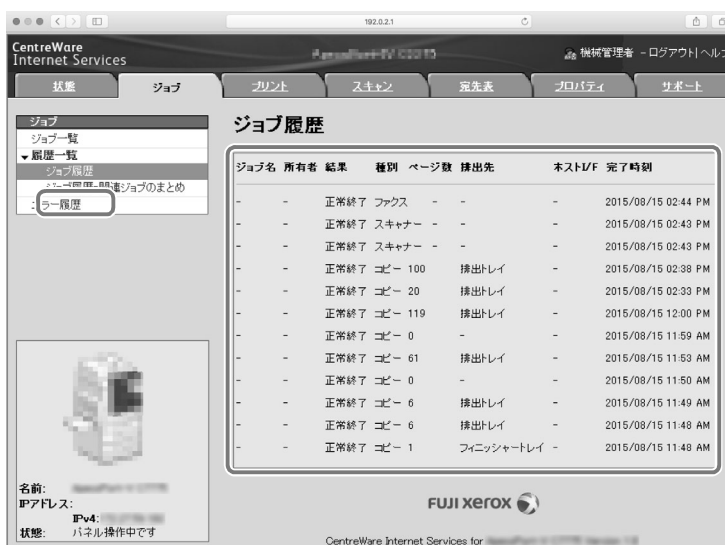 192.0.2.1
CentreWare
Internet Services
機械管理者 - ログアウト| ヘル
状態 ジョブ プリント スキャン 宛先表 プロパティ サポート
ジョブ
ジョブ一覧
履歴一覧
ジョブ履歴
ジョブ履歴-関連ジョブのまとめ
ラー履歴
ジョブ履歴
ジョブ名 所有者 結果 種別 ページ数 排出先 ホストI/F 完了時刻
- - 正常終了 ファクス - - - 2015/08/15 02:44 PM
- - 正常終了 スキャナー - - - 2015/08/15 02:43 PM
- - 正常終了 スキャナー - - - 2015/08/15 02:43 PM
- - 正常終了 コピー 100 排出トレイ - 2015/08/15 02:38 PM
- - 正常終了 コピー 20 排出トレイ - 2015/08/15 02:33 PM
- - 正常終了 コピー 119 排出トレイ - 2015/08/15 12:00 PM
- - 正常終了 コピー 0 - - 2015/08/15 11:59 AM
- - 正常終了 コピー 61 排出トレイ - 2015/08/15 11:53 AM
- - 正常終了 コピー 0 - - 2015/08/15 11:50 AM
- - 正常終了 コピー 6 排出トレイ - 2015/08/15 11:49 AM
- - 正常終了 コピー 6 排出トレイ - 2015/08/15 11:48 AM
- - 正常終了 コピー 1 フィニッシャートレイ - 2015/08/15 11:48 AM
名前:
IPアドレス:
IPv4:
状態: パネル操作中です
FUJI XEROX
CentreWare Internet Services for